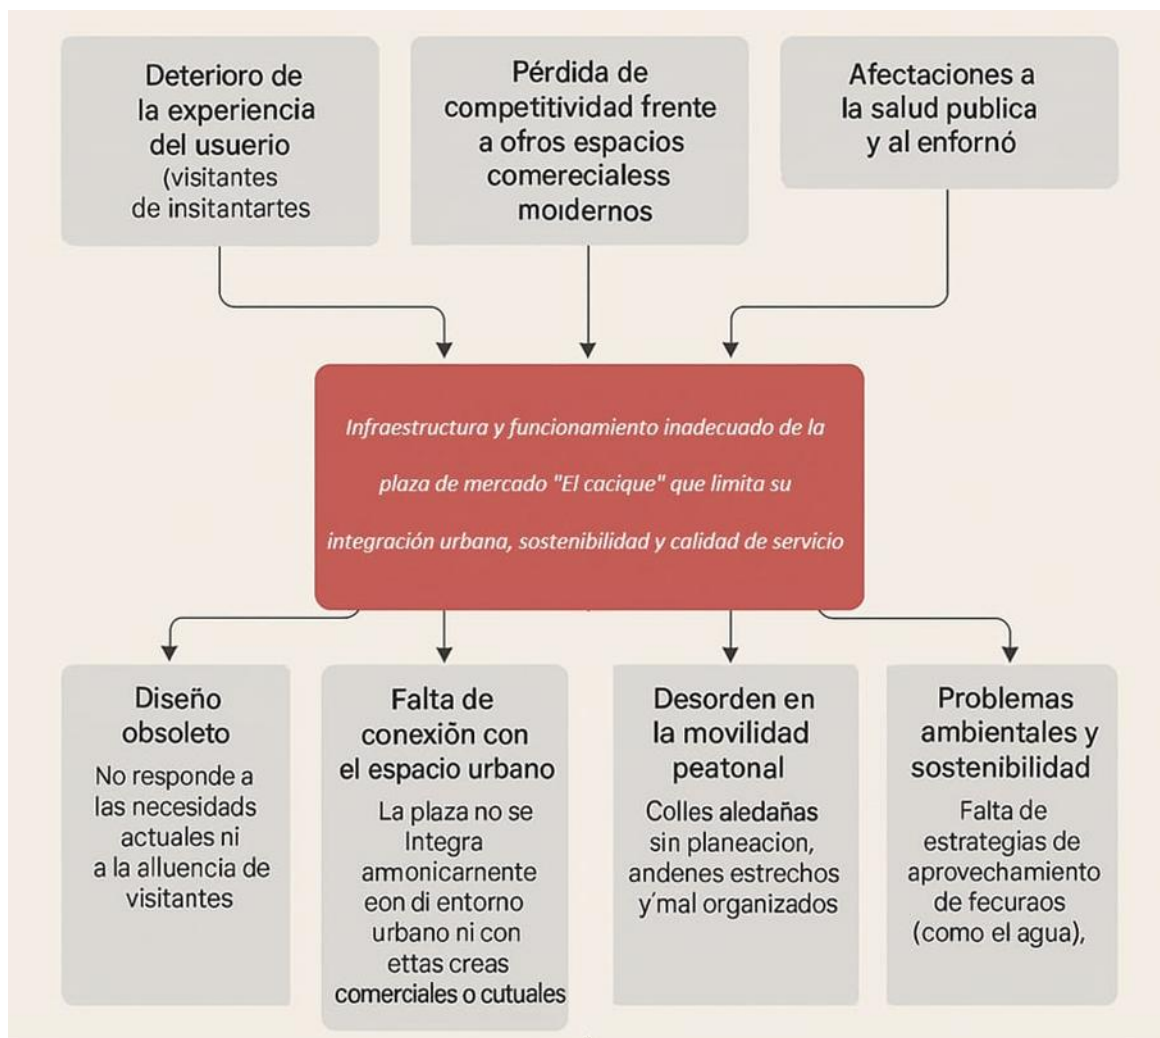 Deterioro de
la experiencia
del usuerio
(visitantes
de insitantartes
Pérdida de
competitividad frente
a ofros espacios
comerecialess
moıdernos
Afectaciones a
la salud publica
y al enfornó
Infraestructura y funcionamiento inadecuado de la
plaza de mercado "El cacique" que limita su
integración urbana, sostenibilidad y calidad de servicio
Diseño
obsoleto
No responde a
las necesidads
actuales ni
a la alluencia de
visitantes
Falta de
conexiõn con
el espacio urbano
La plaza no se
Integra
amonicarnente
eon di entorno
urbano ni con
ettas creas
comerciales o cutuales
Desorden en
la movilidad
peatonal
Colles aledañas
sin planeacion,
andenes estrechos
y´mal organizados
Problemas
ambientales y
sostenibilidad
Falta de
estrategias de
aprovechamiento
de fecuraos
(como el agua),